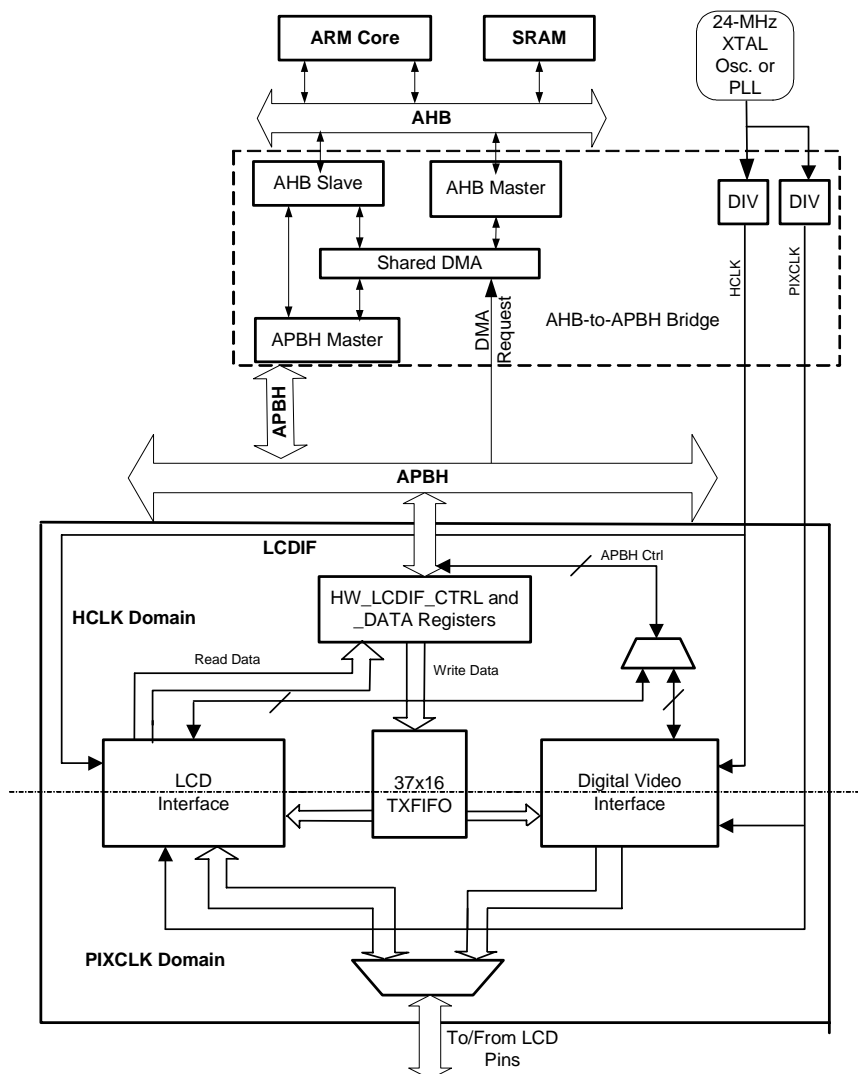 ARM Core
SRAM
24-MHz
XTAL
Osc. or
PLL
AHB
AHB Slave
AHB Master
DIV
DIV
Shared DMA
HCLK
PIXCLK
DMA
Request
AHB-to-APBH Bridge
APBH Master
APBH
APBH
LCDIF
APBH Ctrl
HW_LCDIF_CTRL and
_DATA Registers
HCLK Domain
Read Data
Write Data
LCD
Interface
37x16
TXFIFO
Digital Video
Interface
PIXCLK Domain
To/From LCD
Pins